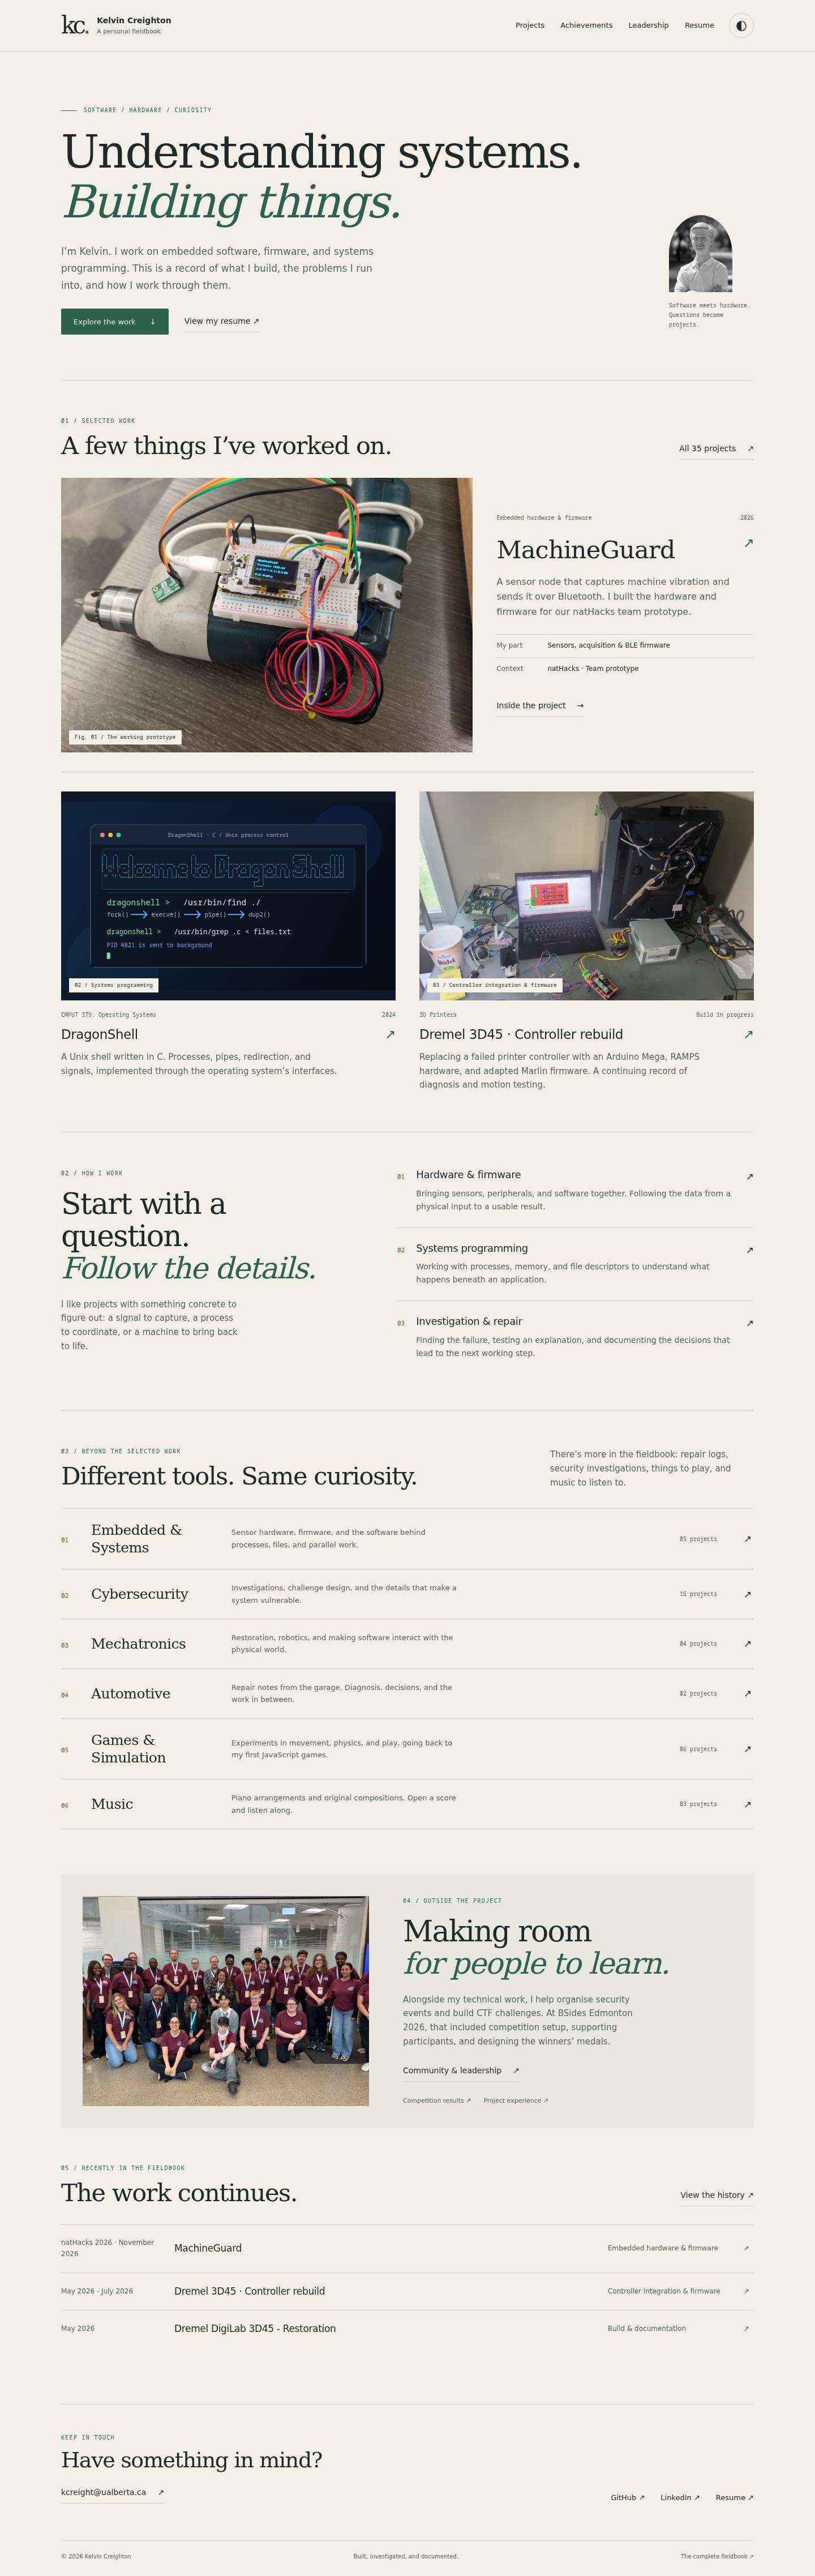 kc.
Kelvin Creighton
A personal fieldbook
Projects
Achievements
Leadership
Resume
SOFTWARE / HARDWARE / CURIOSITY
Understanding systems.
Building things.
I’m Kelvin. I work on embedded software, firmware, and systems
programming. This is a record of what I build, the problems I run
into, and how I work through them.
Explore the work ↓
View my resume ↗
Software meets hardware.
Questions become
projects.
01 / SELECTED WORK
A few things I’ve worked on.
All 35 projects ↗
Fig. 01 / The working prototype
Embedded hardware & firmware
2026
MachineGuard ↗
A sensor node that captures machine vibration and
sends it over Bluetooth. I built the hardware and
firmware for our natHacks team prototype.
My part Sensors, acquisition & BLE firmware
Context natHacks · Team prototype
Inside the project →
DragonShell · C / Unix process control
Welcome to Dragon Shell!
dragonshell > /usr/bin/find ./
fork() execve() pipe() dup2()
dragonshell > /usr/bin/grep .c < files.txt
PID 4821 is sent to background
02 / Systems programming
CMPUT 379: Operating Systems
2024
DragonShell ↗
A Unix shell written in C. Processes, pipes, redirection, and
signals, implemented through the operating system’s interfaces.
03 / Controller integration & firmware
3D Printers
Build in progress
Dremel 3D45 · Controller rebuild ↗
Replacing a failed printer controller with an Arduino Mega, RAMPS
hardware, and adapted Marlin firmware. A continuing record of
diagnosis and motion testing.
02 / HOW I WORK
Start with a
question.
Follow the details.
I like projects with something concrete to
figure out: a signal to capture, a process
to coordinate, or a machine to bring back
to life.
01 Hardware & firmware ↗
Bringing sensors, peripherals, and software together. Following the data from a
physical input to a usable result.
02 Systems programming ↗
Working with processes, memory, and file descriptors to understand what
happens beneath an application.
03 Investigation & repair ↗
Finding the failure, testing an explanation, and documenting the decisions that
lead to the next working step.
03 / BEYOND THE SELECTED WORK
Different tools. Same curiosity.
There’s more in the fieldbook: repair logs,
security investigations, things to play, and
music to listen to.
01
Embedded &
Systems
Sensor hardware, firmware, and the software behind
processes, files, and parallel work.
05 projects ↗
02
Cybersecurity
Investigations, challenge design, and the details that make a
system vulnerable.
16 projects ↗
03
Mechatronics
Restoration, robotics, and making software interact with the
physical world.
04 projects ↗
04
Automotive
Repair notes from the garage. Diagnosis, decisions, and the
work in between.
02 projects ↗
05
Games &
Simulation
Experiments in movement, physics, and play, going back to
my first JavaScript games.
06 projects ↗
06
Music
Piano arrangements and original compositions. Open a score
and listen along.
03 projects ↗
04 / OUTSIDE THE PROJECT
Making room
for people to learn.
Alongside my technical work, I help organise security
events and build CTF challenges. At BSides Edmonton
2026, that included competition setup, supporting
participants, and designing the winners’ medals.
Community & leadership ↗
Competition results ↗ Project experience ↗
05 / RECENTLY IN THE FIELDBOOK
The work continues.
View the history ↗
natHacks 2026 · November
2026
MachineGuard
Embedded hardware & firmware ↗
May 2026 - July 2026
Dremel 3D45 · Controller rebuild
Controller integration & firmware ↗
May 2026
Dremel DigiLab 3D45 - Restoration
Build & documentation ↗
KEEP IN TOUCH
Have something in mind?
kcreight@ualberta.ca ↗
GitHub ↗ LinkedIn ↗ Resume ↗
© 2026 Kelvin Creighton
Built, investigated, and documented.
The complete fieldbook ↗